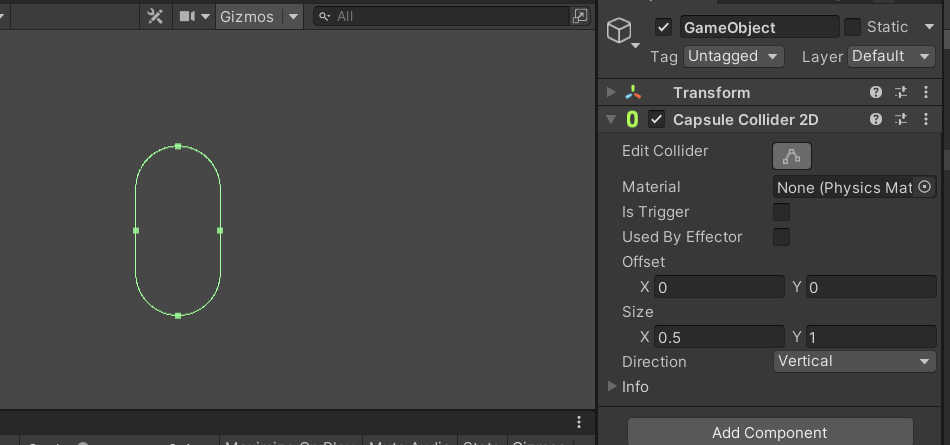 Gizmos
All
GameObject
Static
Tag Untagged Layer Default
Transform
Capsule Collider 2D
Edit Collider
Material None (Physics Mat
Is Trigger
Used By Effector
Offset
X 0 Y 0
Size
X 0.5 Y 1
Direction Vertical
Info
Add Component